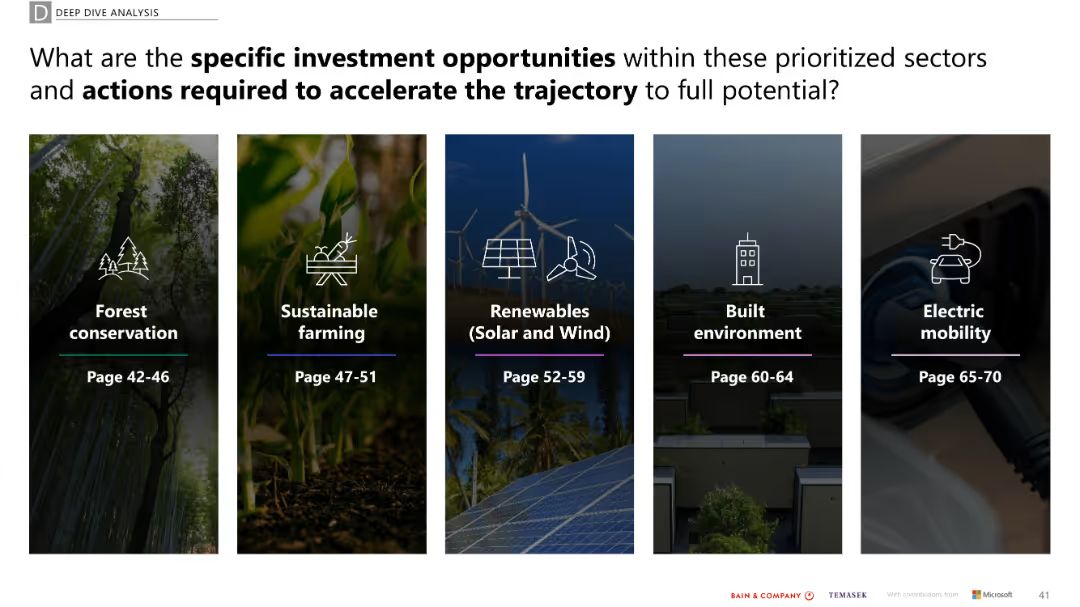 D DEEP DIVE ANALYSIS
What are the specific investment opportunities within these prioritized sectors
and actions required to accelerate the trajectory to full potential?
Forest
conservation
Page 42-46
Sustainable
farming
Page 47-51
Renewables
(Solar and Wind)
Page 52-59
Built
environment
Page 60-64
Electric
mobility
Page 65-70
BAIN & COMPANY TEMASEK With contributions from Microsoft 41